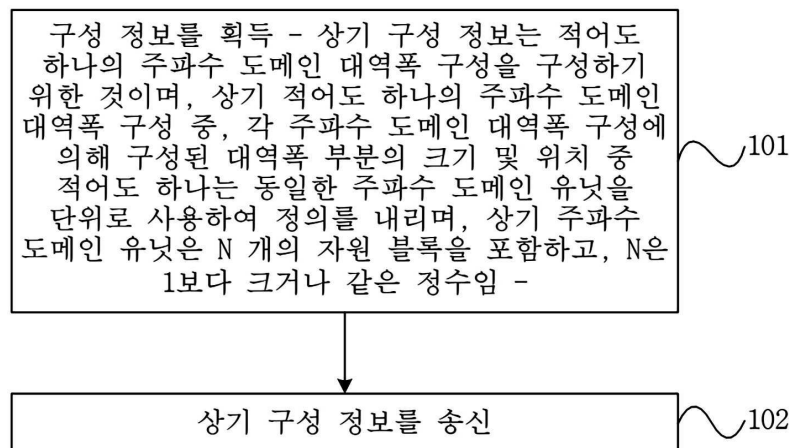 구성 정보를 획득 - 상기 구성 정보는 적어도
하나의 주파수 도메인 대역폭 구성을 구성하기
위한 것이며, 상기 적어도 하나의 주파수 도메인
대역폭 구성 중, 각 주파수 도메인 대역폭 구성에
의해 구성된 대역폭 부분의 크기 및 위치 중
적어도 하나는 동일한 주파수 도메인 유닛을
단위로 사용하여 정의를 내리며, 상기 주파수
도메인 유닛은 N 개의 자원 블록을 포함하고, N은
1보다 크거나 같은 정수임 -
101
상기 구성 정보를 송신
102